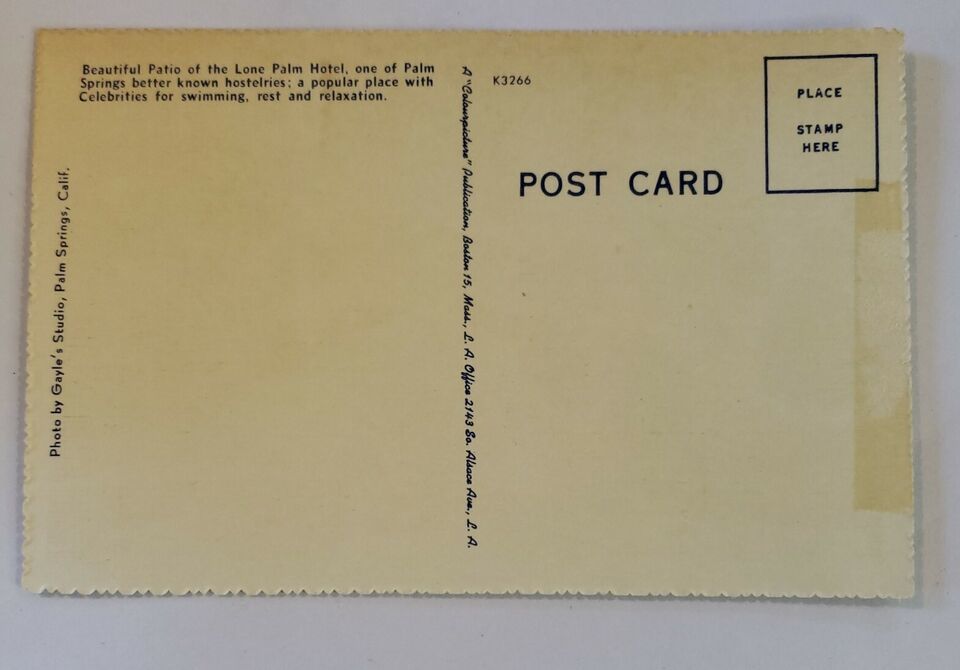 Beautiful Patio of the Lone Palm Hotel, one of Palm
Springs better known hostelries; a popular place with
Celebrities for swimming, rest and relaxation.
Photo by Gayle's Studio, Palm Springs, Calif.
A "Colourpicture" Publication, Boston 15, Mass., L. A. Office 2143 So. Alsace Ave., L. A.
K3266
POST CARD
PLACE
STAMP
HERE